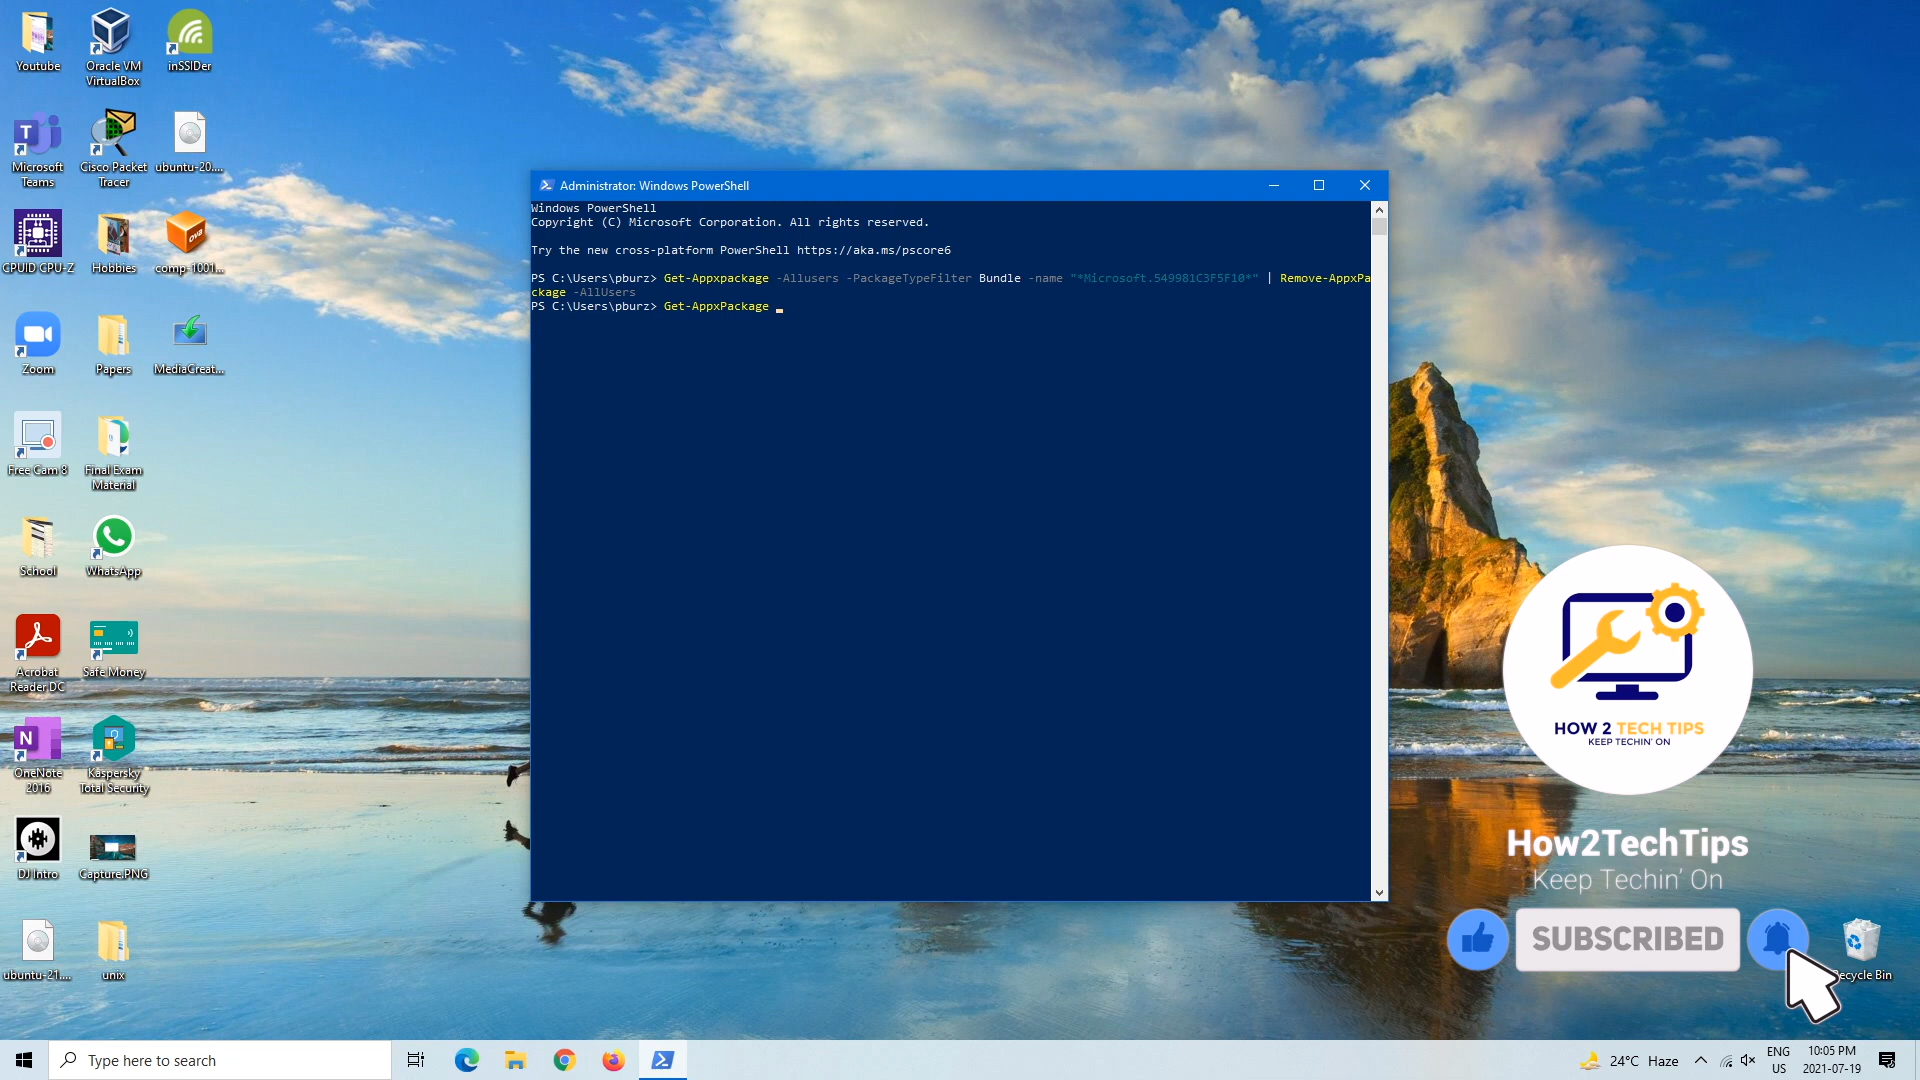 Youtube
Oracle VM
VirtualBox
inSSIDer
Microsoft
Teams
Cisco Packet
Tracer
ubuntu-20....
CPUID CPU-Z
Hobbies
ova
comp-1001...
Zoom
Papers
MediaCreat...
Free Cam 8
Final Exam
Material
School
WhatsApp
Acrobat
Reader DC
Safe Money
N
OneNote
2016
Kaspersky
Total Security
DJ Intro
Capture.PNG
ubuntu-21....
unix
Administrator: Windows PowerShell
Windows PowerShell
Copyright (C) Microsoft Corporation. All rights reserved.
Try the new cross-platform PowerShell https://aka.ms/pscore6
PS C:\Users\pburz> Get-Appxpackage -Allusers -PackageTypeFilter Bundle -name "*Microsoft.549981C3F5F10*" | Remove-AppxPa
ckage -AllUsers
PS C:\Users\pburz> Get-AppxPackage
HOW 2 TECH TIPS
KEEP TECHIN' ON
How2TechTips
Keep Techin' On
SUBSCRIBED
Recycle Bin
Type here to search
24°C Haze
ENG
US
10:05 PM
2021-07-19